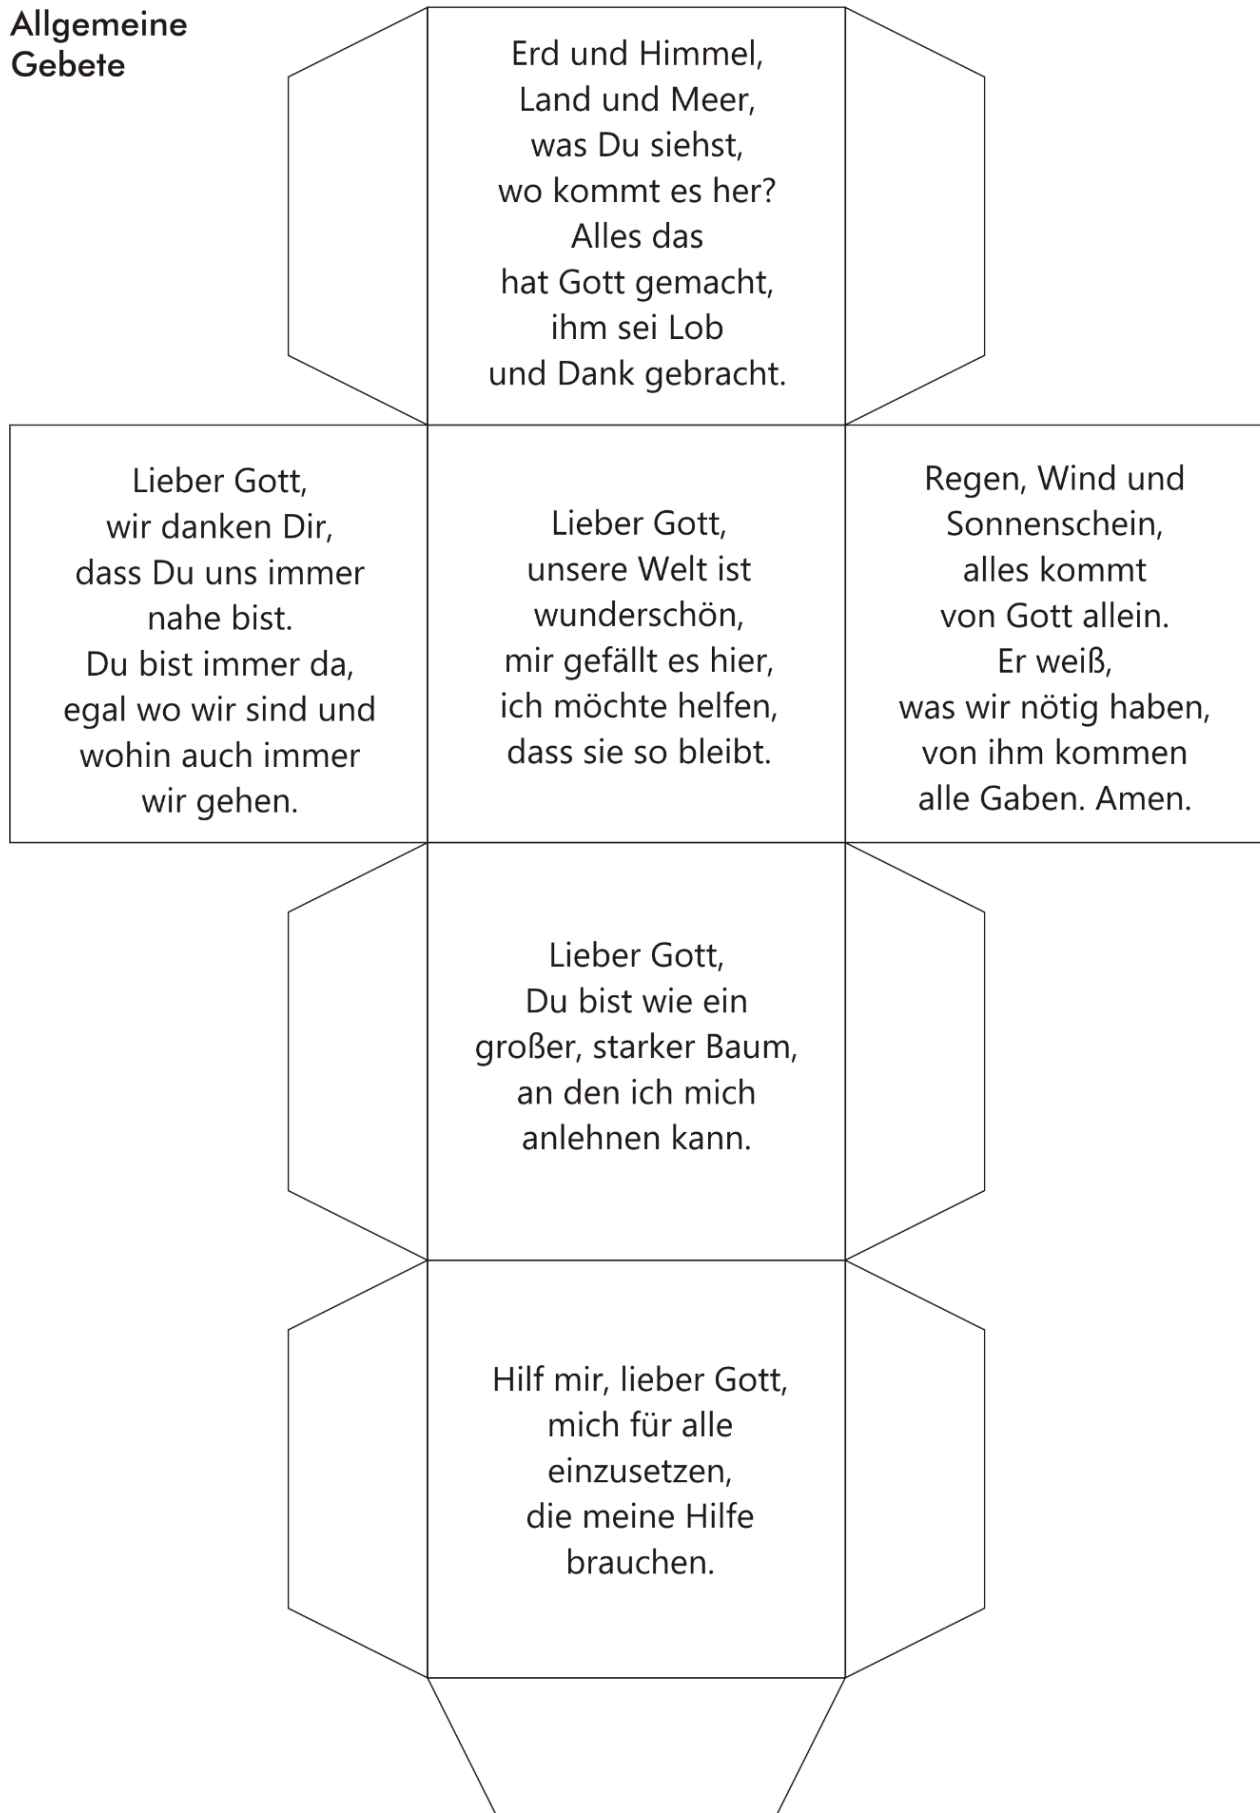 Allgemeine
Gebete
Erd und Himmel,
Land und Meer,
was Du siehst,
wo kommt es her?
Alles das
hat Gott gemacht,
ihm sei Lob
und Dank gebracht.
Lieber Gott,
wir danken Dir,
dass Du uns immer
nahe bist.
Du bist immer da,
egal wo wir sind und
wohin auch immer
wir gehen.
Lieber Gott,
unsere Welt ist
wunderschön,
mir gefällt es hier,
ich möchte helfen,
dass sie so bleibt.
Regen, Wind und
Sonnenschein,
alles kommt
von Gott allein.
Er weiß,
was wir nötig haben,
von ihm kommen
alle Gaben. Amen.
Lieber Gott,
Du bist wie ein
großer, starker Baum,
an den ich mich
anlehnen kann.
Hilf mir, lieber Gott,
mich für alle
einzusetzen,
die meine Hilfe
brauchen.